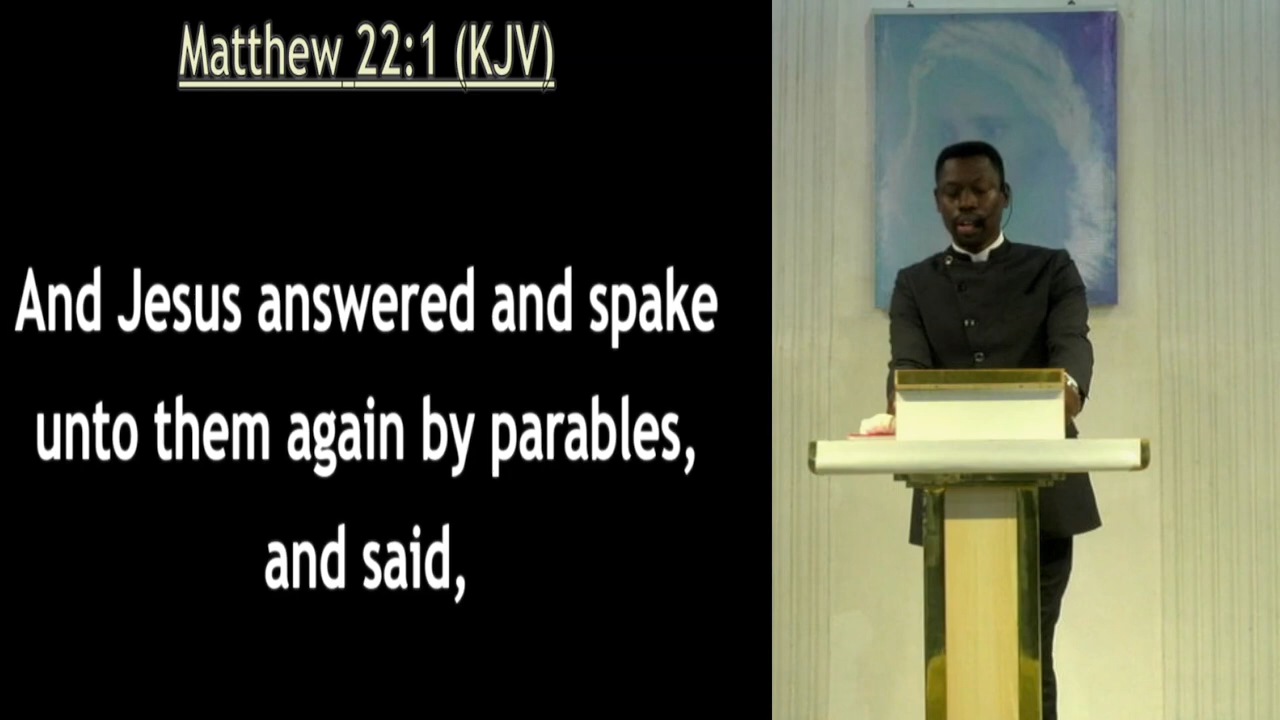 Matthew 22:1 (KJV)
And Jesus answered and spake
unto them again by parables,
and said,